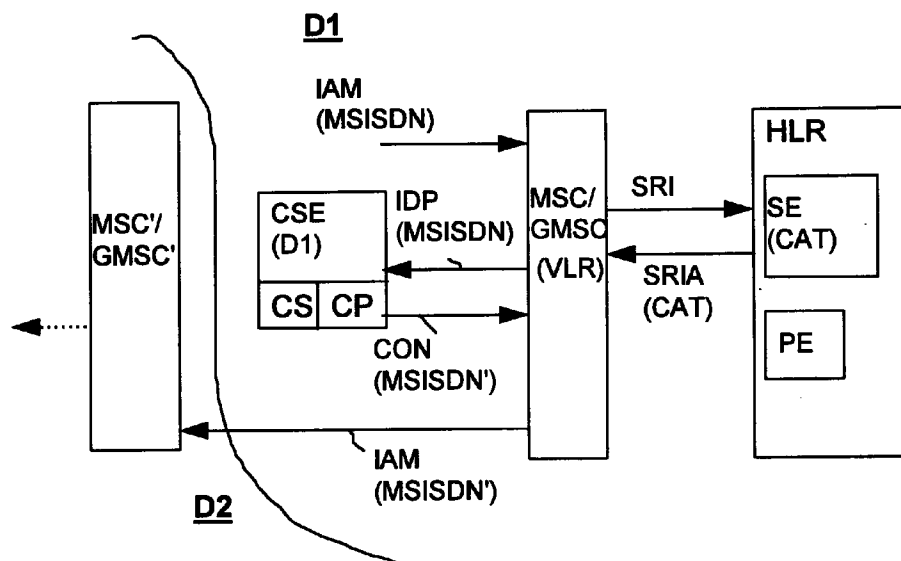 D1
IAM
(MSISDN)
HLR
MSC'/
GMSC'
CSE
(D1)
CS
CP
IDP
(MSISDN)
MSC/
GMSC
(VLR)
SRI
SRIA
(CAT)
SE
(CAT)
PE
CON
(MSISDN')
IAM
(MSISDN')
D2